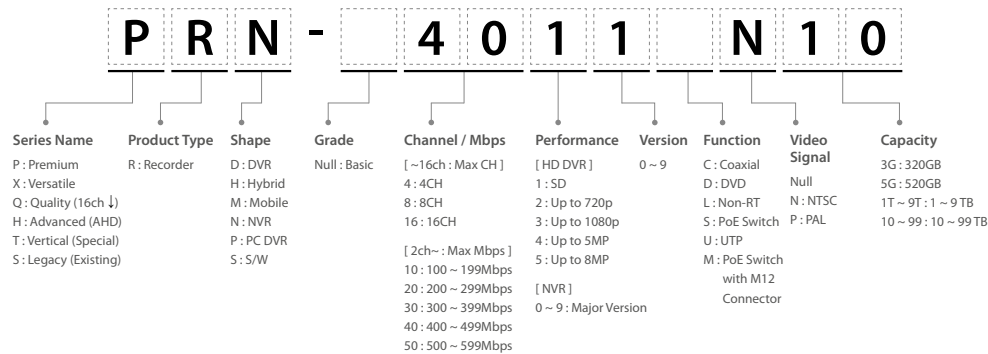 PRN- 4011 N10
Series Name
P : Premium
X : Versatile
Q : Quality (16ch ↓)
H : Advanced (AHD)
T : Vertical (Special)
S : Legacy (Existing)
Product Type
R : Recorder
Shape
D : DVR
H : Hybrid
M : Mobile
N : NVR
P : PC DVR
S : S/W
Grade
Null : Basic
Channel / Mbps
[ ~16ch : Max CH ]
4 : 4CH
8 : 8CH
16 : 16CH
[ 2ch~ : Max Mbps ]
10 : 100 ~ 199Mbps
20 : 200 ~ 299Mbps
30 : 300 ~ 399Mbps
40 : 400 ~ 499Mbps
50 : 500 ~ 599Mbps
Performance
[ HD DVR ]
1 : SD
2 : Up to 720p
3 : Up to 1080p
4 : Up to 5MP
5 : Up to 8MP
[ NVR ]
0 ~ 9 : Major Version
Version
0 ~ 9
Function
C : Coaxial
D : DVD
L : Non-RT
S : PoE Switch
U : UTP
M : PoE Switch
with M12
Connector
Video
Signal
Null
N : NTSC
P : PAL
Capacity
3G : 320GB
5G : 520GB
1T ~ 9T : 1 ~ 9 TB
10 ~ 99 : 10 ~ 99 TB